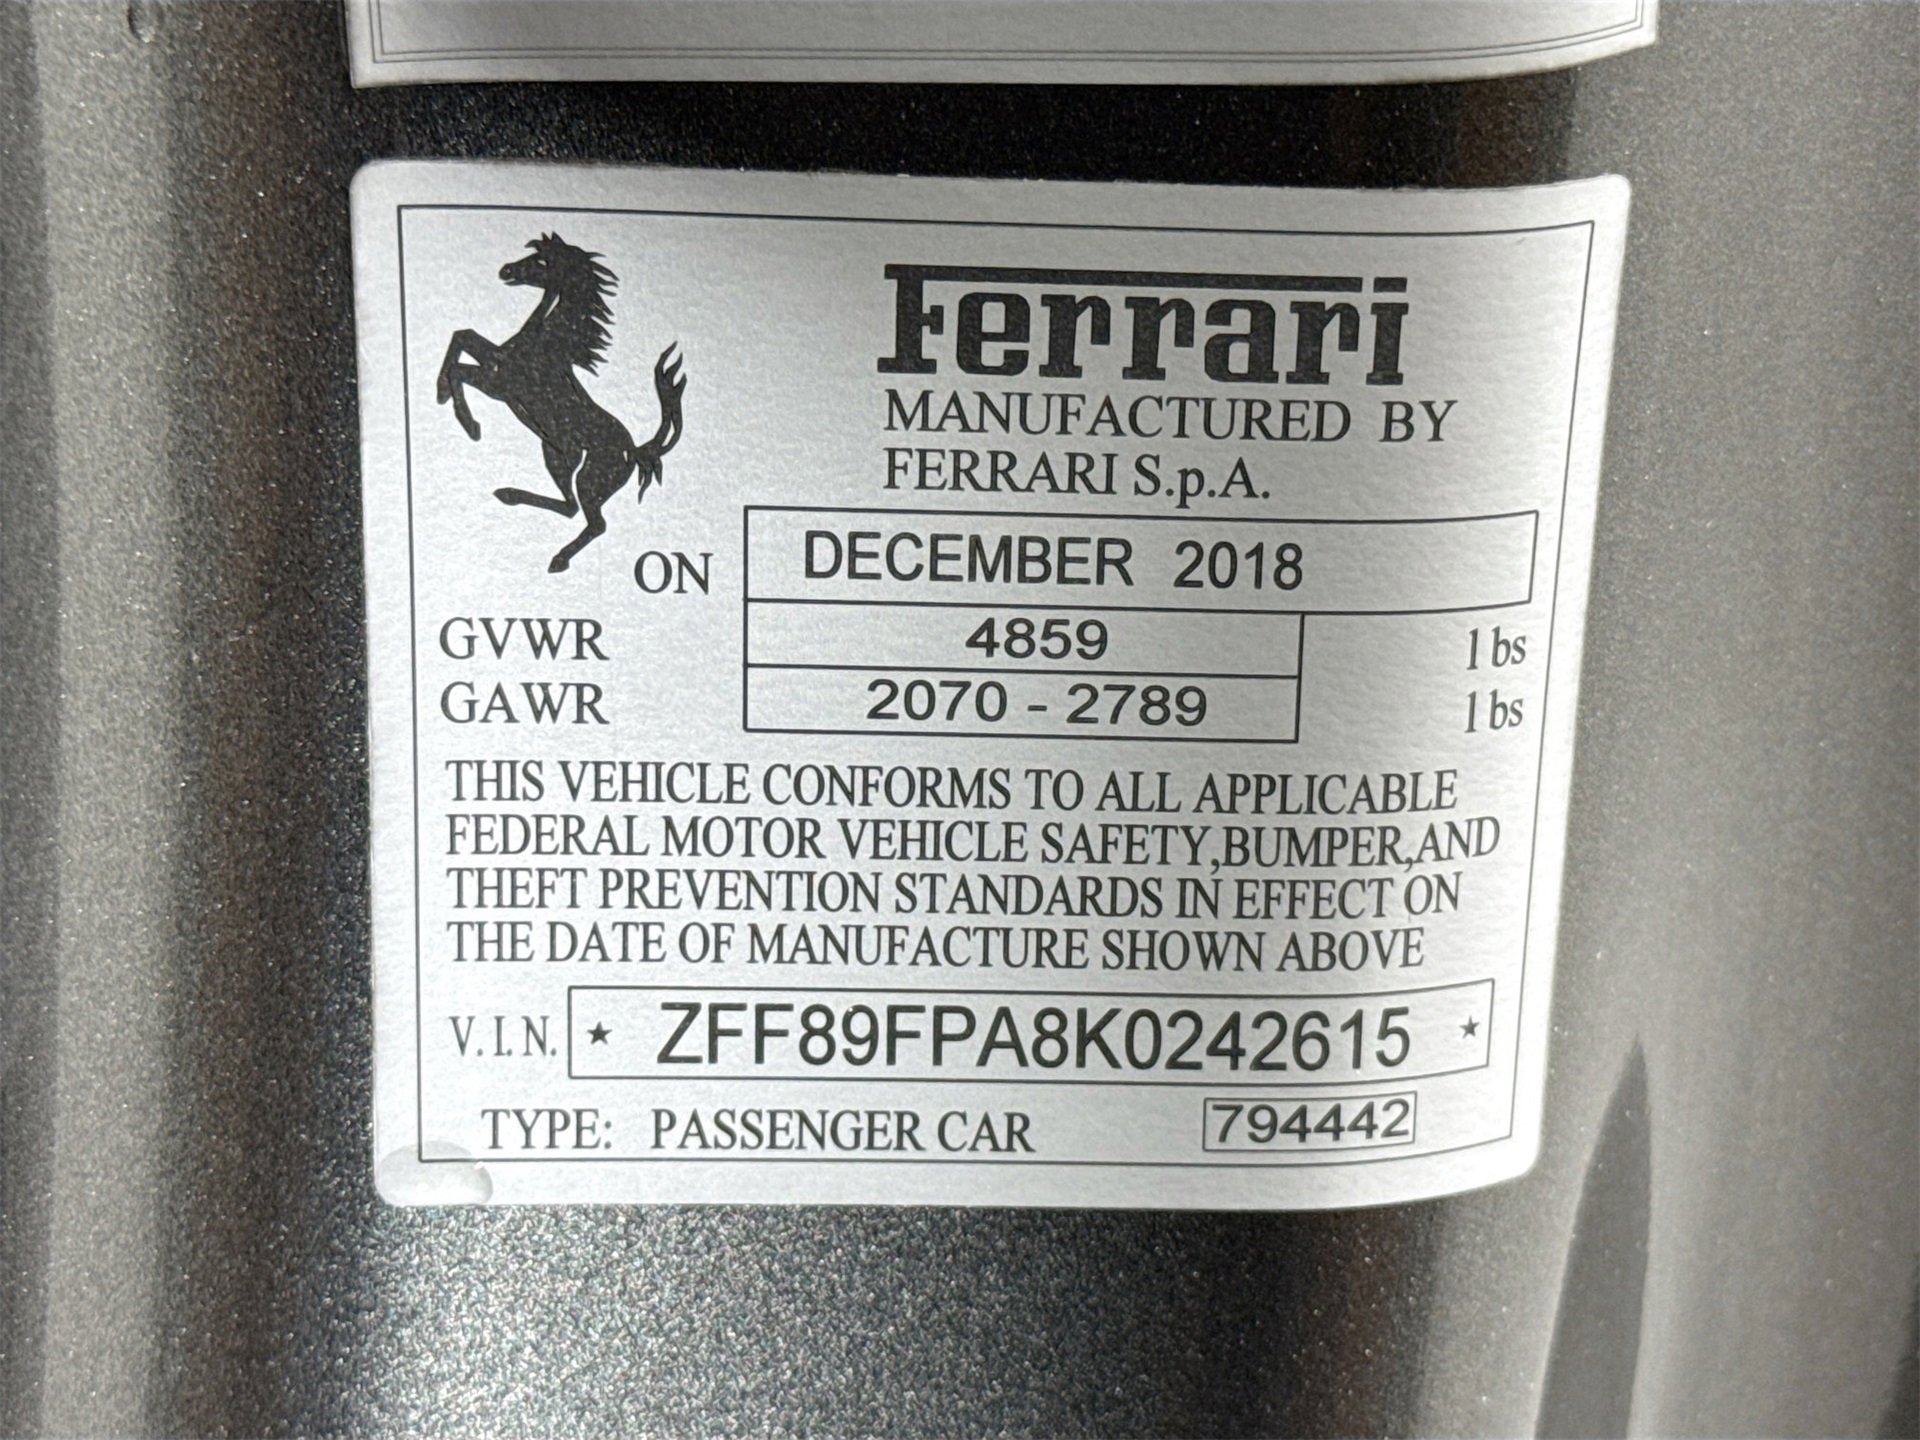 Ferrari
MANUFACTURED BY
FERRARI S.p.A.
ON DECEMBER 2018
GVWR 4859 lbs
GAWR 2070 - 2789 lbs
THIS VEHICLE CONFORMS TO ALL APPLICABLE
FEDERAL MOTOR VEHICLE SAFETY,BUMPER,AND
THEFT PREVENTION STANDARDS IN EFFECT ON
THE DATE OF MANUFACTURE SHOWN ABOVE
V.I.N. ★ ZFF89FPA8K0242615 ★
TYPE: PASSENGER CAR 794442